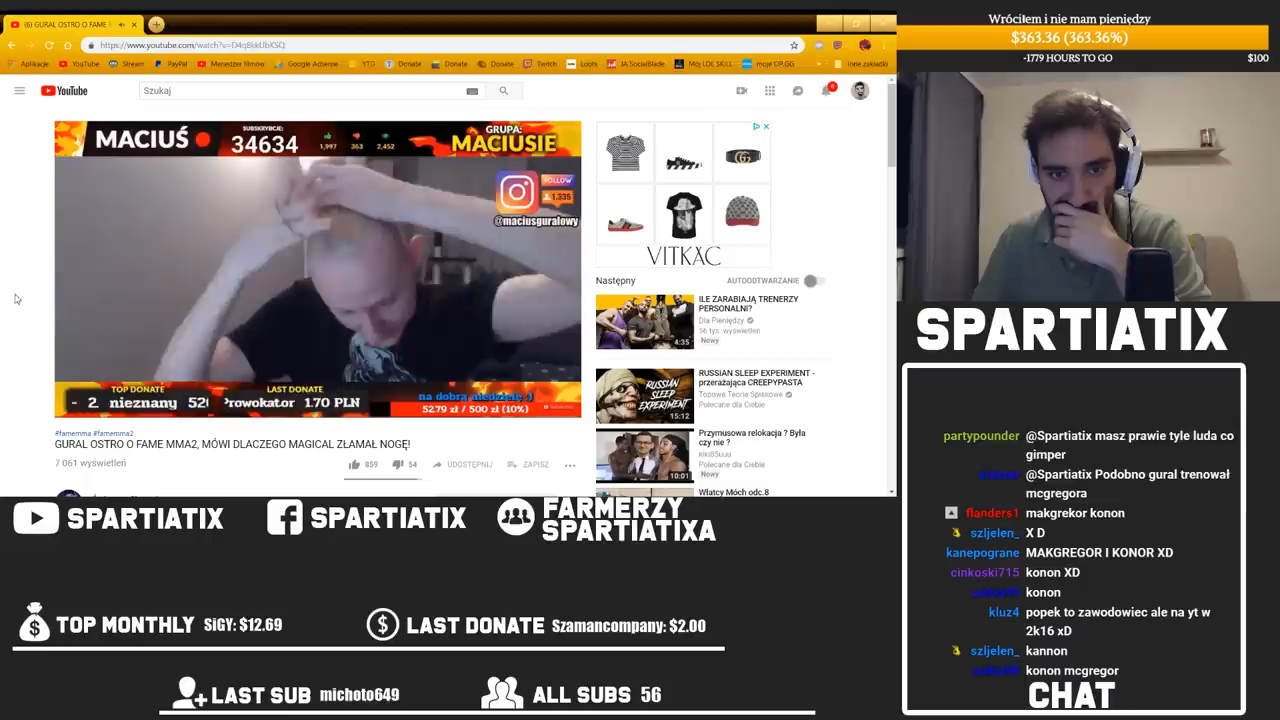 (6) GURAL OSTRO O FAME
https://www.youtube.com/watch?v=D4q8kkUbKSQ
Aplikacje YouTube Stream PayPal Menedżer filmów Google Adsense YTD Donate Donate Donate Twitch Loots JA SocialBlade Mój LOL SKILL moje OP.GG Inne zakładki
YouTube
Szukaj
6
MACIUŚ
SUBSKRYBCJE:
34634
1,997 363 2,452
GRUPA:
MACIUSIE
FOLLOW
1.335
@maciusguralowy
TOP DONATE
- 2. nieznany
LAST DONATE
Prowokator 170 PLN
na dobrą niedzielę :)
5279 zł / 500 zł (10%)
#famemma #famemma2
GURAL OSTRO O FAME MMA2, MÓWI DLACZEGO MAGICAL ZŁAMAŁ NOGĘ!
7 061 wyświetleń
859 54 UDOSTĘPNIJ ZAPISZ
VITKAC
Następny
AUTOODTWARZANIE
ILE ZARABIAJĄ TRENERZY
PERSONALNI?
Dla Pieniędzy
56 tys. wyświetleń
Nowy
4:35
RUSSIAN SLEEP EXPERIMENT -
przerażająca CREEPYPASTA
Topowe Teorie Spiskowe
Polecane dla Ciebie
RUSSIAN
SLEEP
EXPERIMENT
15:12
Przymusowa relokacja ? Była
czy nie ?
Polecane dla Ciebie
10:01
Włatcy Móch odc.8
Wróciłem i nie mam pieniędzy
$363.36 (363.36%)
-1779 HOURS TO GO
$100
SPARTIATIX
partypounder @Spartiatix masz prawie tyle luda co
gimper
@Spartiatix Podobno gural trenował
mcgregora
flanders1 makgrekor konon
szljelen_ X D
kanepograne MAKGREGOR I KONOR XD
cinkoski715 konon XD
konon
kluz4 popek to zawodowiec ale na yt w
2k16 xD
szljelen_ kannon
konon mcgregor
CHAT
SPARTIATIX
SPARTIATIX
FARMERZY
SPARTIATIXA
TOP MONTHLY SiGY: $12.69
LAST DONATE Szamancompany: $2.00
LAST SUB michoto649
ALL SUBS 56